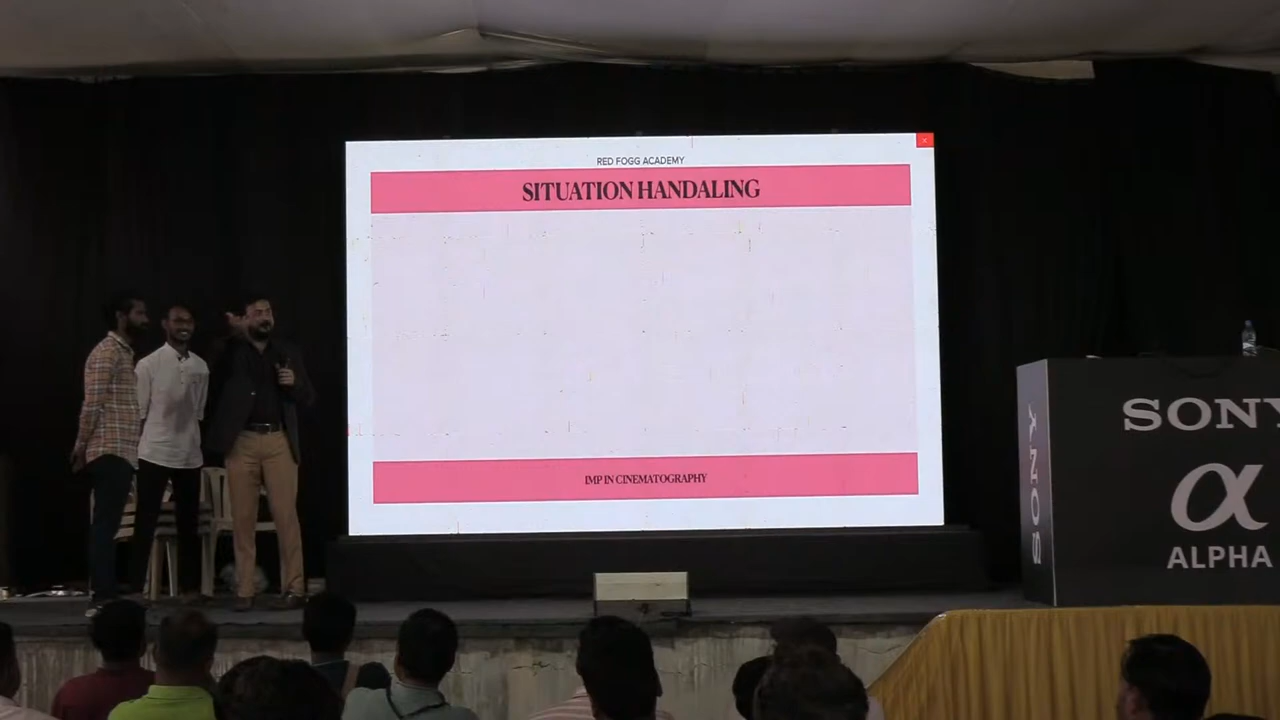 RED FOGG ACADEMY
SITUATION HANDALING
IMP IN CINEMATOGRAPHY
SONY
SONY
α
ALPHA